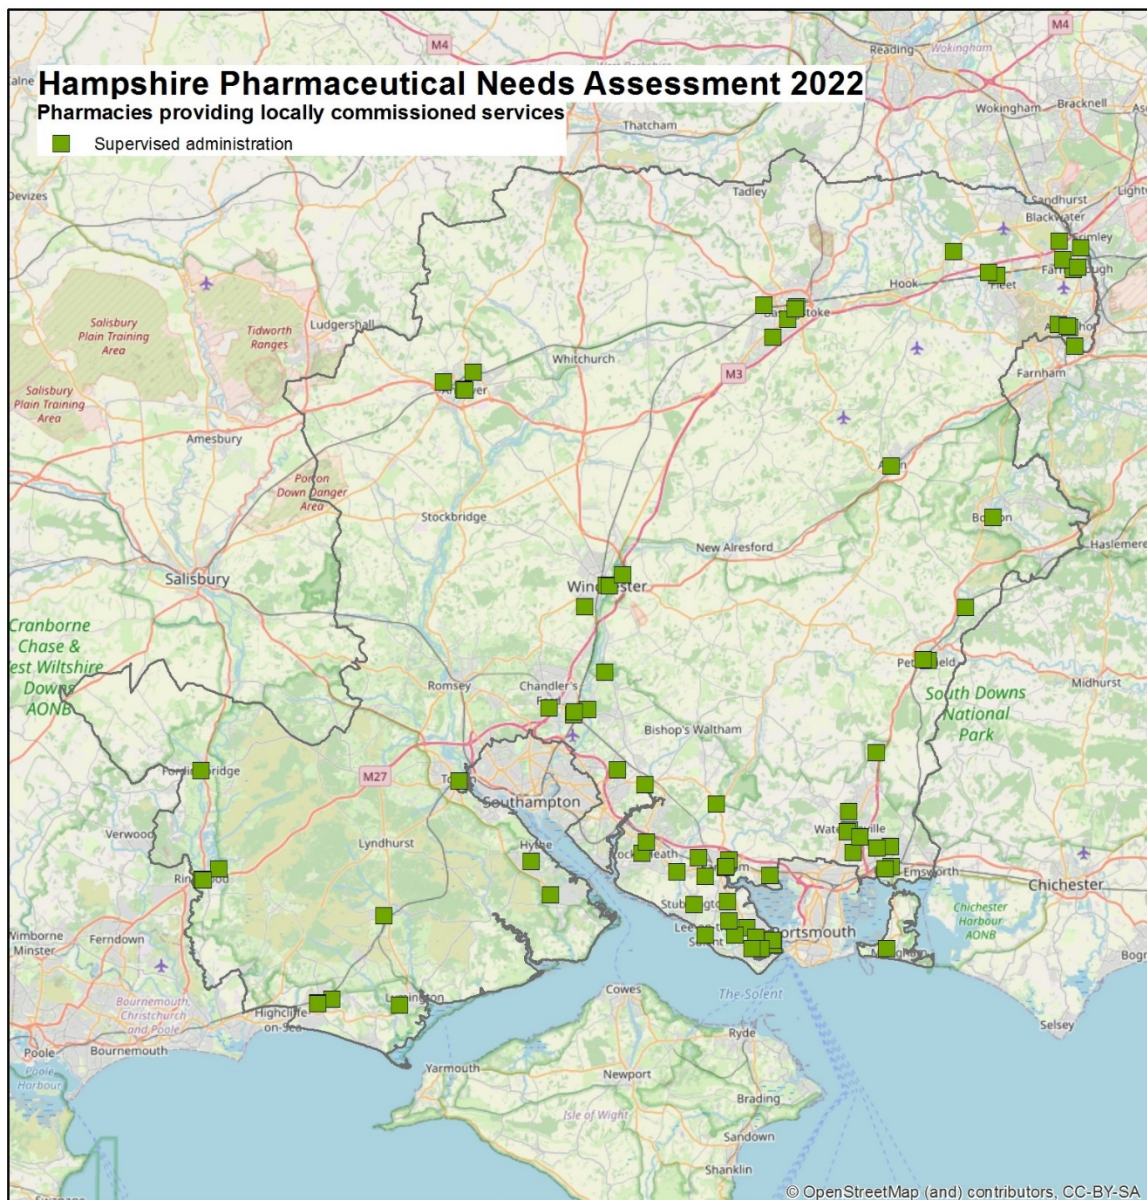 M4
M4
Reading
Wokingham
Hampshire Pharmaceutical Needs Assessment 2022
Pharmacies providing locally commissioned services
Supervised administration
Wokingham
Bracknell
Thatcham
Devizes
Tadley
Sandhurst
Blackwater
Hook
Salisbury
Plain Training
Area
Tidworth
Ranges
Ludgershall
Whitchurch
M3
Farnham
Salisbury
Plain Training
Area
Amesbury
Down Danger
Area
Stockbridge
New Alresford
Haslemere
Salisbury
Cranborne
Chase &
Downs
AONB
Romsey
Chandler's
Midhurst
South Downs
National
Park
Bishop's Waltham
M27
Southampton
Verwood
Lyndhurst
Hythe
Emsworth
Chichester
Chichester
Harbour
AONB
Ferndown
Wimborne
Minster
Bournemouth,
Christchurch
and Poole
Highcliffe-
on-Sea
Poole
Bournemouth
Poole
Harbour
Cowes
The Solent
Ryde
Selsey
Yarmouth
Newport
Brading
Isle of Wight
Sandown
Shanklin
© OpenStreetMap (and) contributors, CC-BY-SA